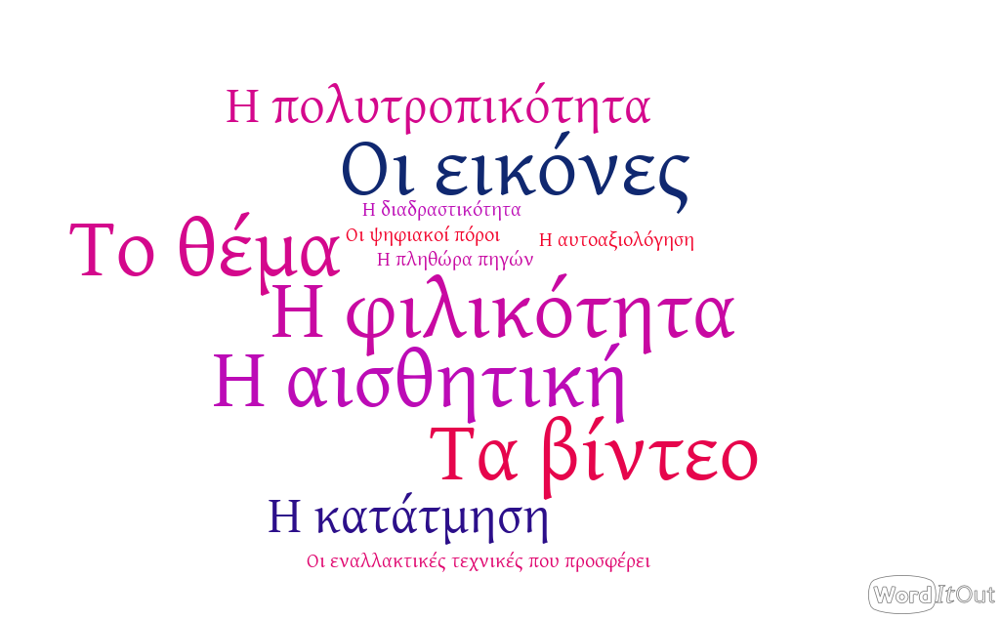 Η πολυτροπικότητα
Οι εικόνες
Η διαδραστικότητα
Το θέμα
Οι ψηφιακοί πόροι
Η αυτοαξιολόγηση
Η πληθώρα πηγών
Η φιλικότητα
Η αισθητική
Τα βίντεο
Η κατάτμηση
Οι εναλλακτικές τεχνικές που προσφέρει
WordItOut